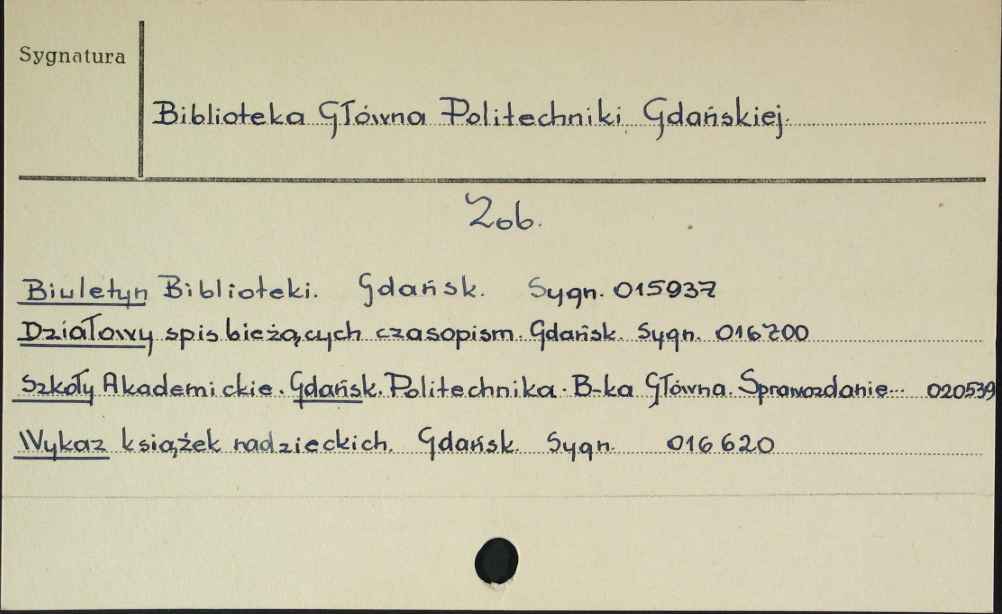 Sygnatura
Biblioteka Główna Politechniki Gdańskiej.
Zob.
Biuletyn Biblioteki. Gdańsk. Sygn. 015937
Działowy spis bieżących czasopism. Gdańsk. Sygn. 016700
Szkoły Akademickie. Gdańsk. Politechnika. B-ka Główna. Sprawozdanie... 020539
Wykaz książek radzieckich. Gdańsk. Sygn. 016620